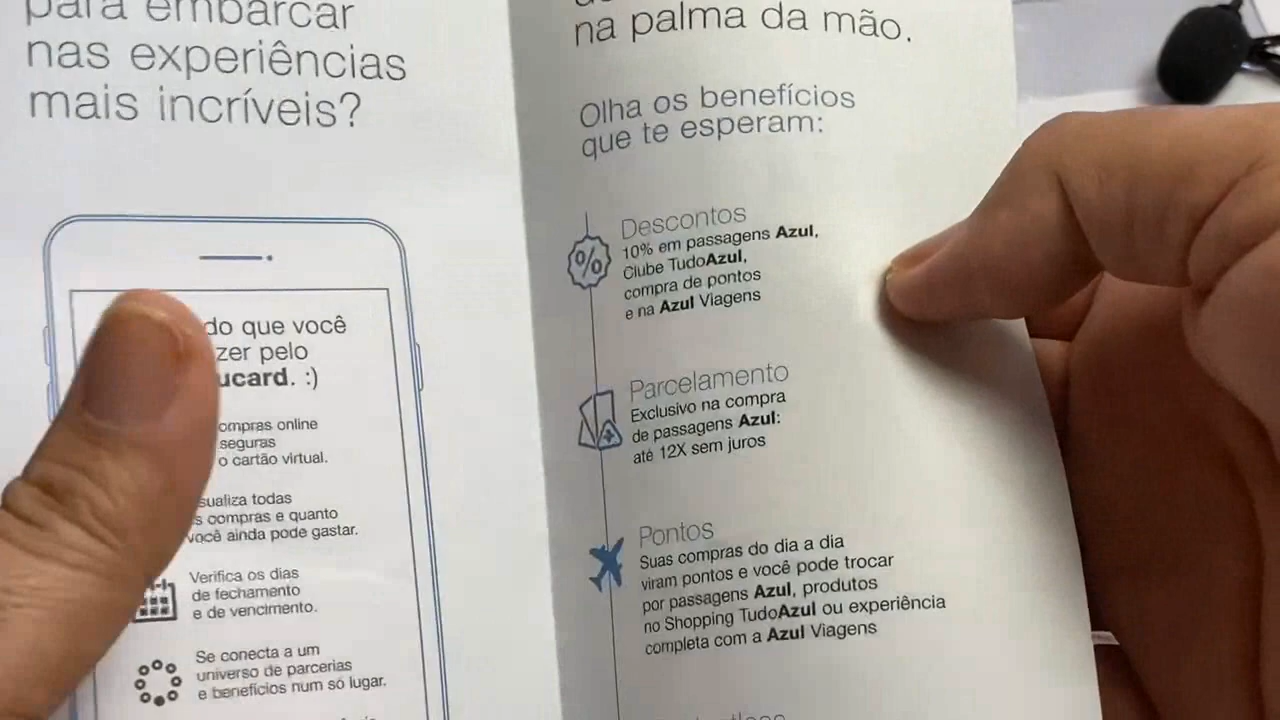 para embarcar
nas experiências
mais incríveis?
do que você
zer pelo
ucard. :)
ompras online
seguras
o cartão virtual.
sualiza todas
s compras e quanto
você ainda pode gastar.
Verifica os dias
de fechamento
e de vencimento.
Se conecta a um
universo de parcerias
e benefícios num só lugar.
na palma da mão.
Olha os benefícios
que te esperam:
%
Descontos
10% em passagens Azul,
Clube TudoAzul,
compra de pontos
e na Azul Viagens
Parcelamento
Exclusivo na compra
de passagens Azul:
até 12X sem juros
Pontos
Suas compras do dia a dia
viram pontos e você pode trocar
por passagens Azul, produtos
no Shopping TudoAzul ou experiência
completa com a Azul Viagens